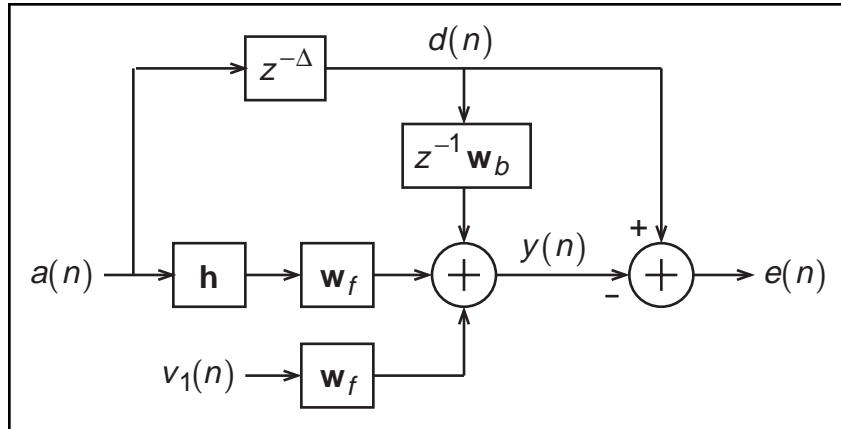 d(n)
z^{-Δ}
z^{-1} w_b
+
y(n)
a(n)
h
w_f
+
+
-
e(n)
v_1(n)
w_f